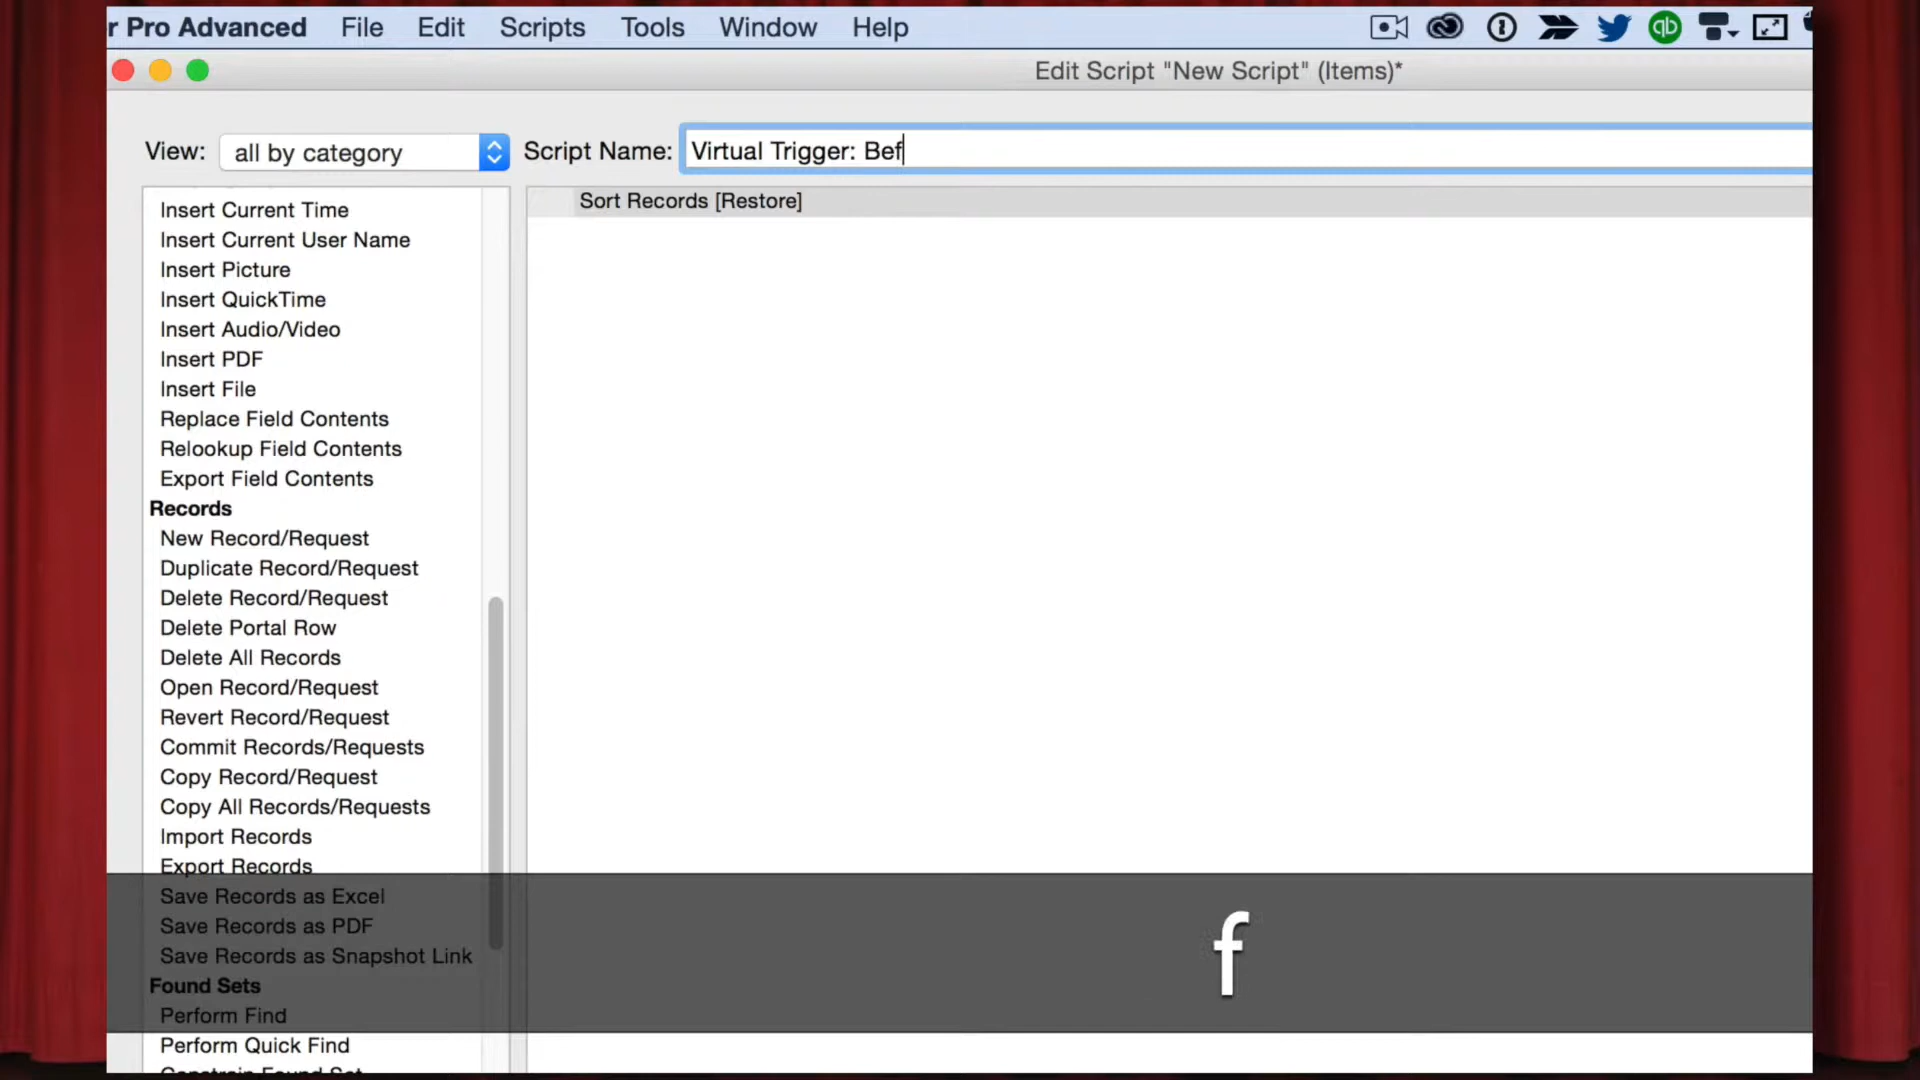 r Pro Advanced File Edit Scripts Tools Window Help
qb
Edit Script "New Script" (Items)*
View: all by category Script Name: Virtual Trigger: Bef
Sort Records [Restore]
Insert Current Time
Insert Current User Name
Insert Picture
Insert QuickTime
Insert Audio/Video
Insert PDF
Insert File
Replace Field Contents
Relookup Field Contents
Export Field Contents
Records
New Record/Request
Duplicate Record/Request
Delete Record/Request
Delete Portal Row
Delete All Records
Open Record/Request
Revert Record/Request
Commit Records/Requests
Copy Record/Request
Copy All Records/Requests
Import Records
Export Records
Save Records as Excel
Save Records as PDF
Save Records as Snapshot Link
Found Sets
Perform Find
Perform Quick Find
f